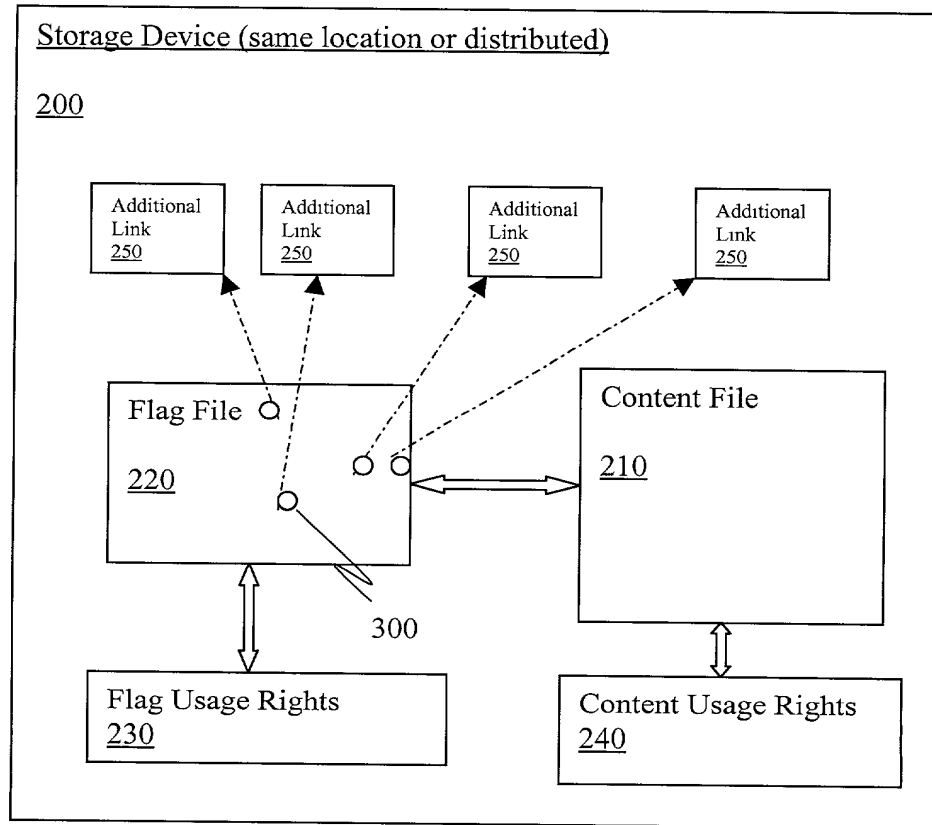 Storage Device (same location or distributed)
200
Additional
Link
250
Additional
Link
250
Additional
Link
250
Additional
Link
250
Flag File
220
Content File
210
300
Flag Usage Rights
230
Content Usage Rights
240